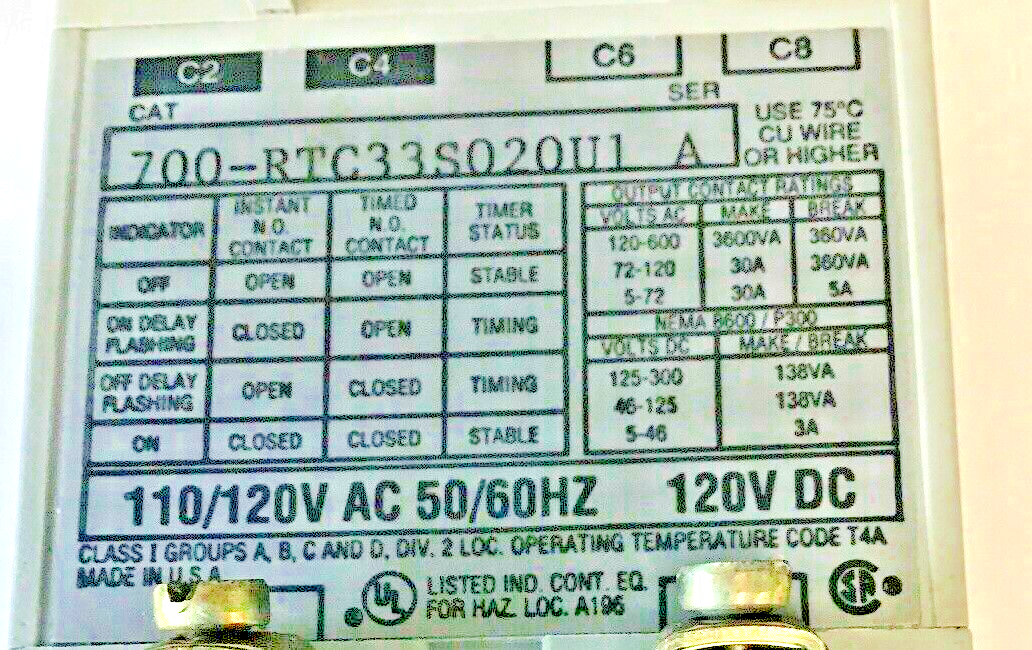 C2 C4 C6 C8
CAT SER
700-RTC33S020U1 A
USE 75°C
CU WIRE
OR HIGHER
INDICATOR
INSTANT
N.O.
CONTACT
TIMED
N.O.
CONTACT
TIMER
STATUS
OFF OPEN OPEN STABLE
ON DELAY
FLASHING
CLOSED OPEN TIMING
OFF DELAY
FLASHING
OPEN CLOSED TIMING
ON CLOSED CLOSED STABLE
OUTPUT CONTACT RATINGS
VOLTS AC MAKE BREAK
120-600 3600VA 360VA
72-120 30A 360VA
5-72 30A 5A
NEMA B600 / P300
VOLTS DC MAKE / BREAK
125-300 138VA
46-125 138VA
5-46 3A
110/120V AC 50/60HZ 120V DC
CLASS I GROUPS A, B, C AND D, DIV. 2 LOC. OPERATING TEMPERATURE CODE T4A
MADE IN U.S.A.
UL LISTED IND. CONT. EQ.
FOR HAZ. LOC. A196
SA